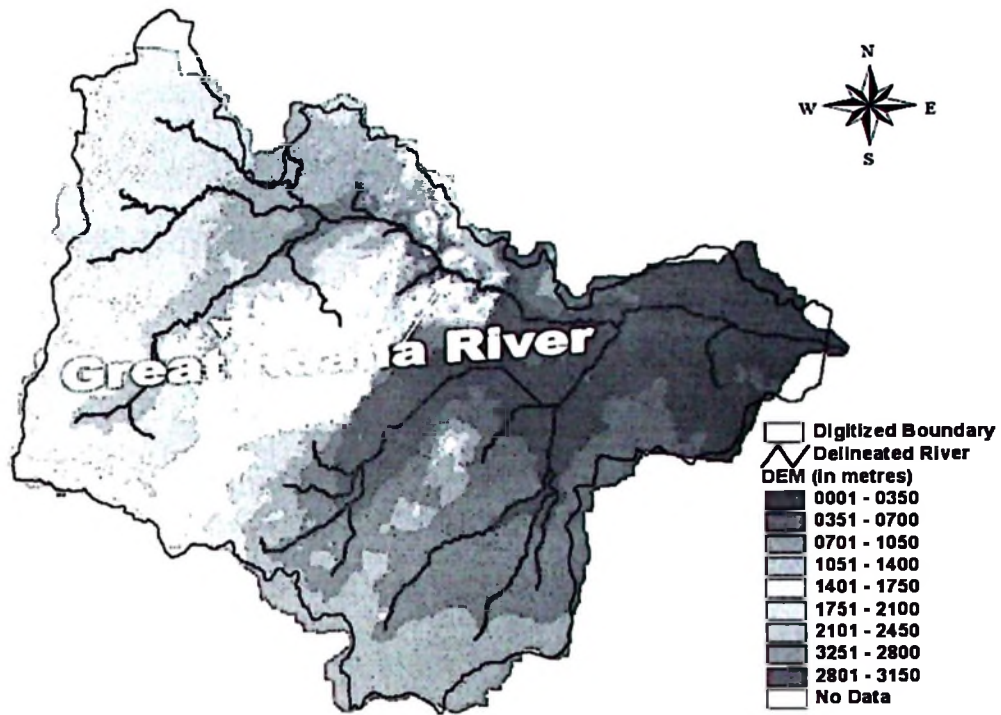 N
W E
S
Great River
Digitized Boundary
Delineated River
DEM (in metres)
0001 - 0350
0351 - 0700
0701 - 1050
1051 - 1400
1401 - 1750
1751 - 2100
2101 - 2450
3251 - 2800
2801 - 3150
No Data